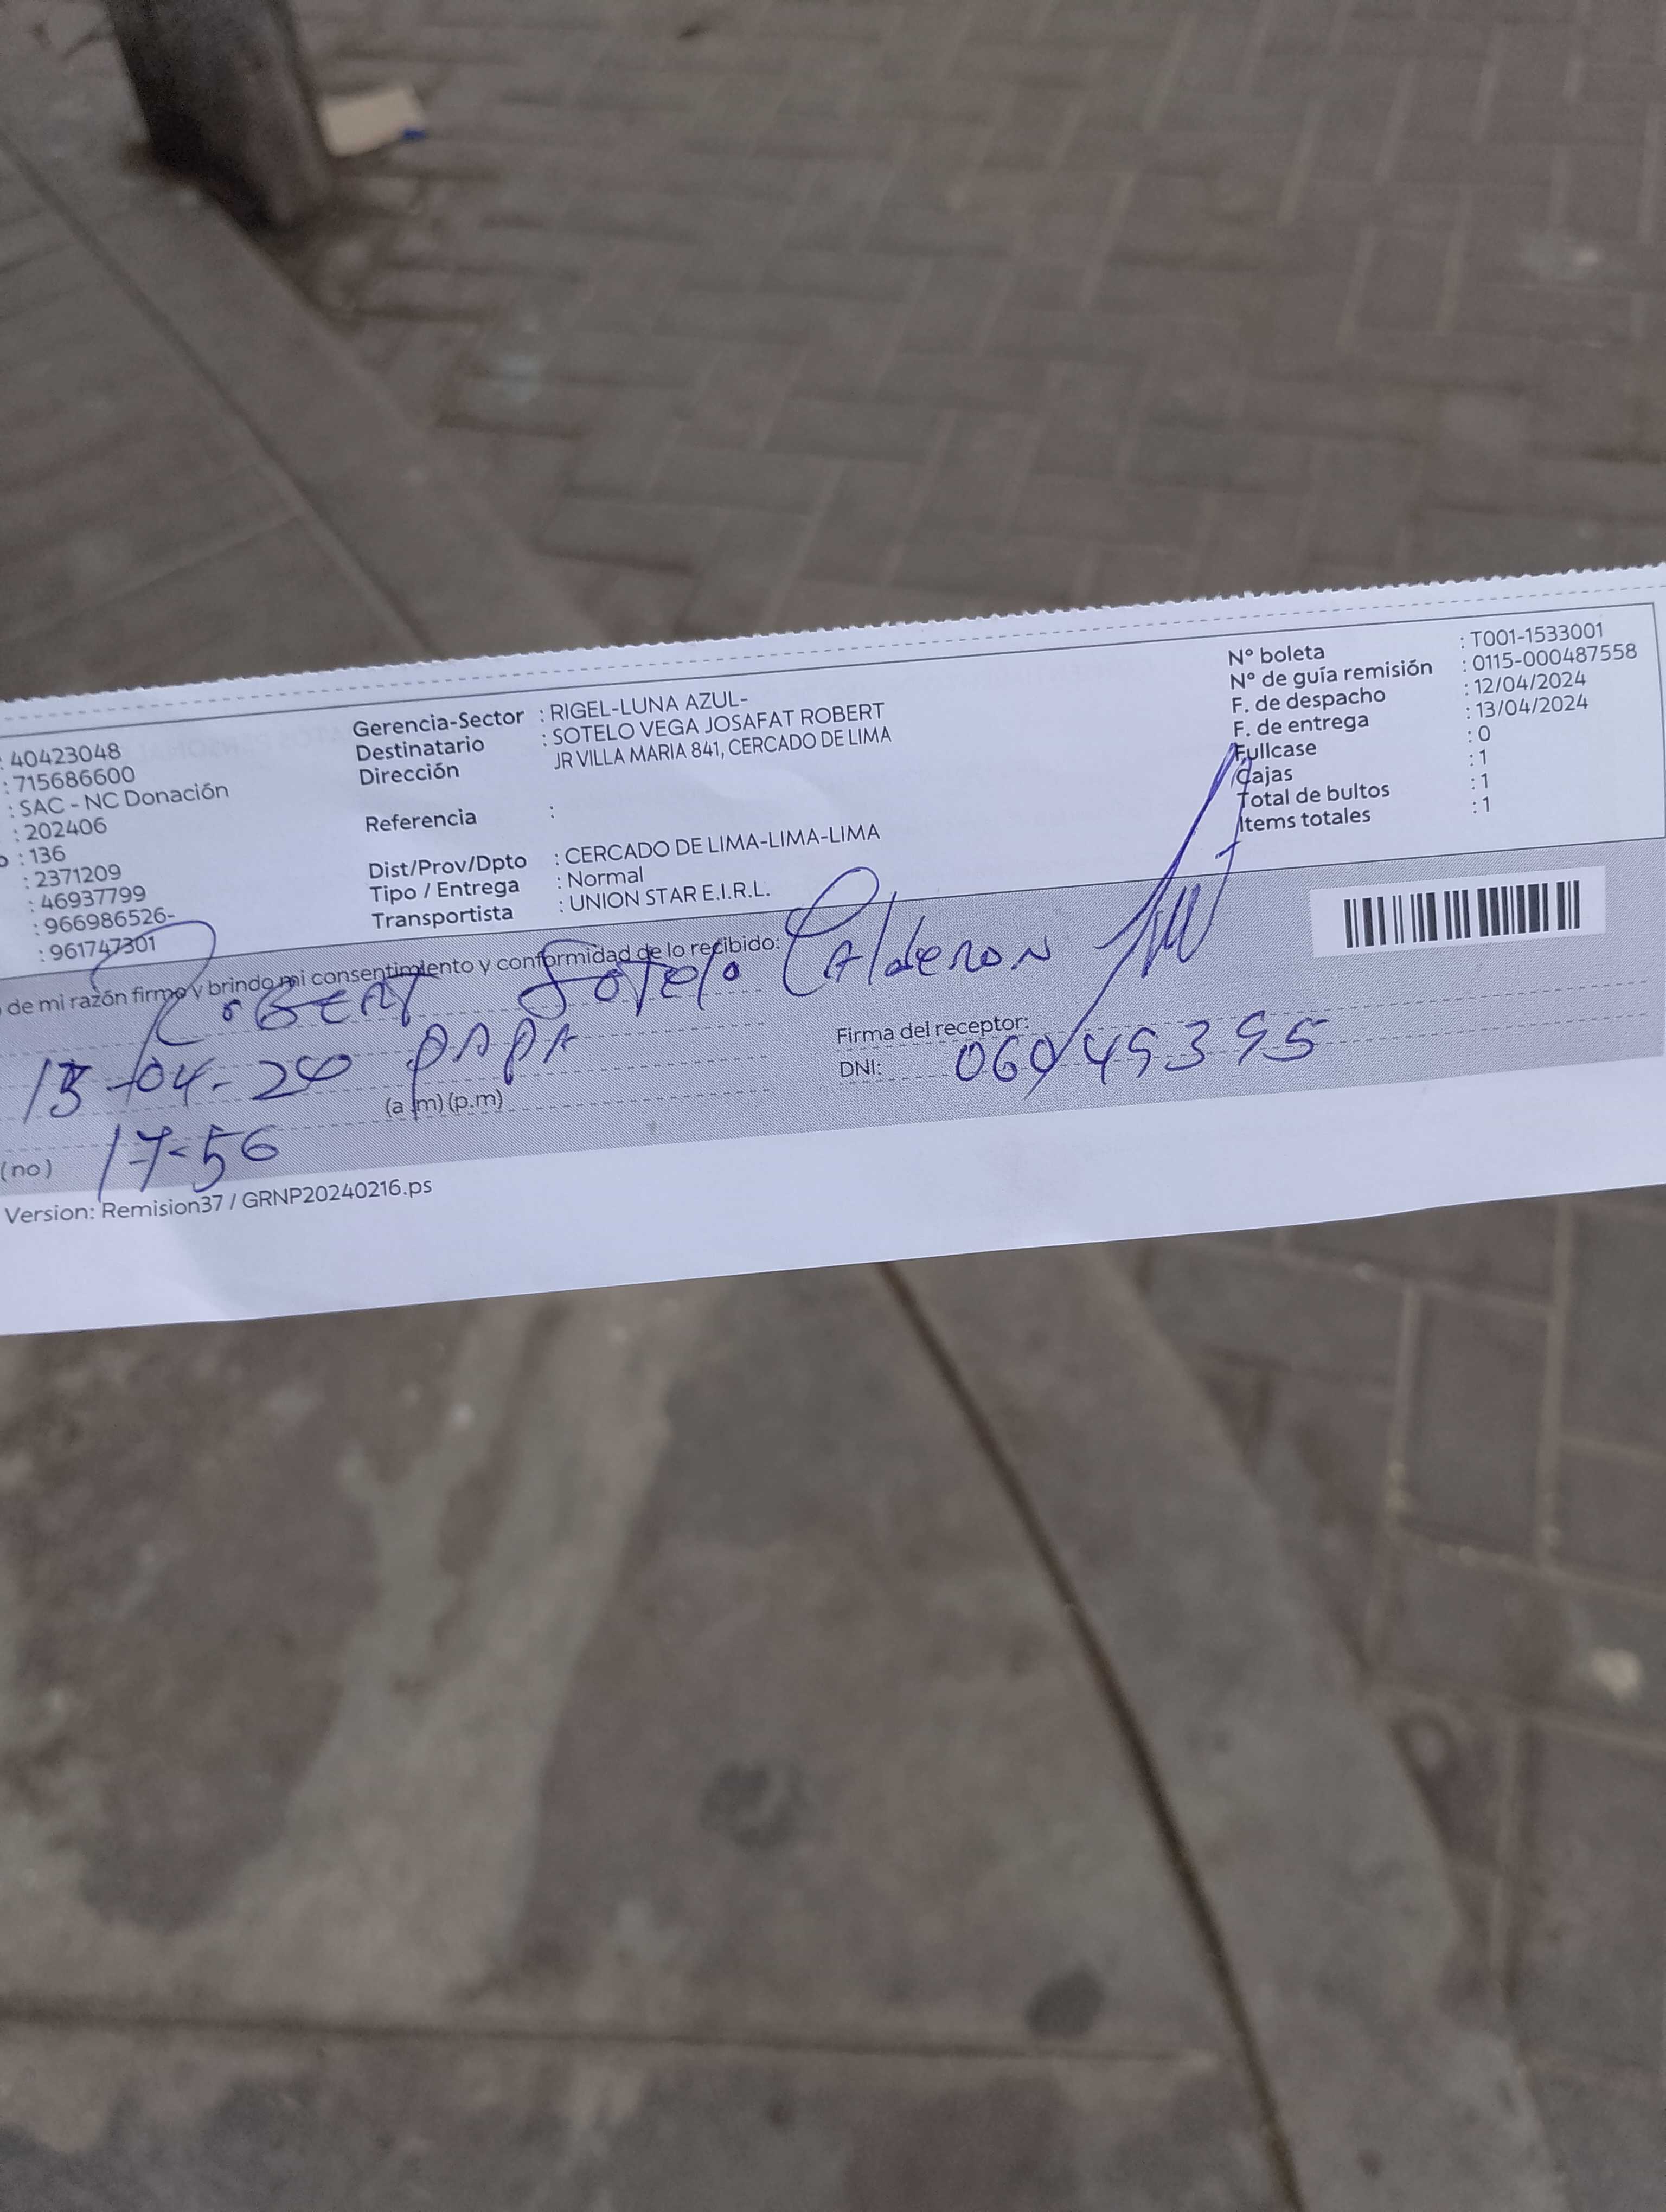 : 40423048
: 715686600
: SAC - NC Donación
: 202406
o : 136
: 2371209
: 46937799
: 966986526-
: 961747301
Gerencia-Sector : RIGEL-LUNA AZUL-
Destinatario : SOTELO VEGA JOSAFAT ROBERT
Dirección JR VILLA MARIA 841, CERCADO DE LIMA
Referencia :
Dist/Prov/Dpto : CERCADO DE LIMA-LIMA-LIMA
Tipo / Entrega : Normal
Transportista : UNION STAR E.I.R.L.
N° boleta : T001-1533001
N° de guía remisión : 0115-000487558
F. de despacho : 12/04/2024
F. de entrega : 13/04/2024
Fullcase : 0
Cajas : 1
Total de bultos : 1
Items totales : 1
de mi razón firmo y brindo mi consentimiento y conformidad de lo recibido:
Robert Sotelo Calderon
PAPA
Firma del receptor:
DNI:
(a.m) (p.m)
17-56
(no)
Version: Remision37 / GRNP20240216.ps